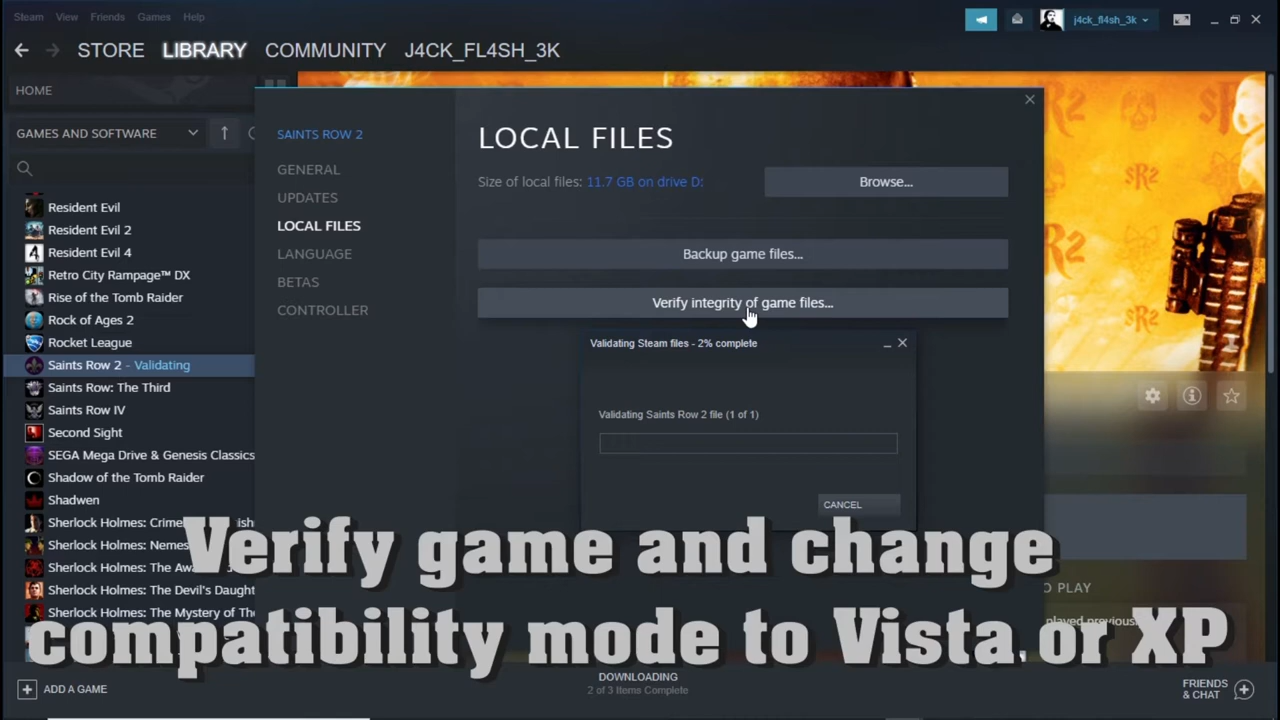 Steam View Friends Games Help
j4ck_fl4sh_3k
STORE LIBRARY COMMUNITY J4CK_FL4SH_3K
HOME
GAMES AND SOFTWARE
Resident Evil
Resident Evil 2
Resident Evil 4
Retro City Rampage™ DX
Rise of the Tomb Raider
Rock of Ages 2
Rocket League
Saints Row 2 - Validating
Saints Row: The Third
Saints Row IV
Second Sight
SEGA Mega Drive & Genesis Classics
Shadow of the Tomb Raider
Shadwen
Sherlock Holmes: Crime
Sherlock Holmes: Nemes
Sherlock Holmes: The Aw
Sherlock Holmes: The Devil's Daught
Sherlock Holmes: The Mystery of The
SAINTS ROW 2
GENERAL
UPDATES
LOCAL FILES
LANGUAGE
BETAS
CONTROLLER
LOCAL FILES
Size of local files: 11.7 GB on drive D:
Browse...
Backup game files...
Verify integrity of game files...
Validating Steam files - 2% complete
Validating Saints Row 2 file (1 of 1)
CANCEL
SR2
SR2
SR2
O PLAY
played previous
Verify game and change
compatibility mode to Vista or XP
ADD A GAME
DOWNLOADING
2 of 3 Items Complete
FRIENDS
& CHAT